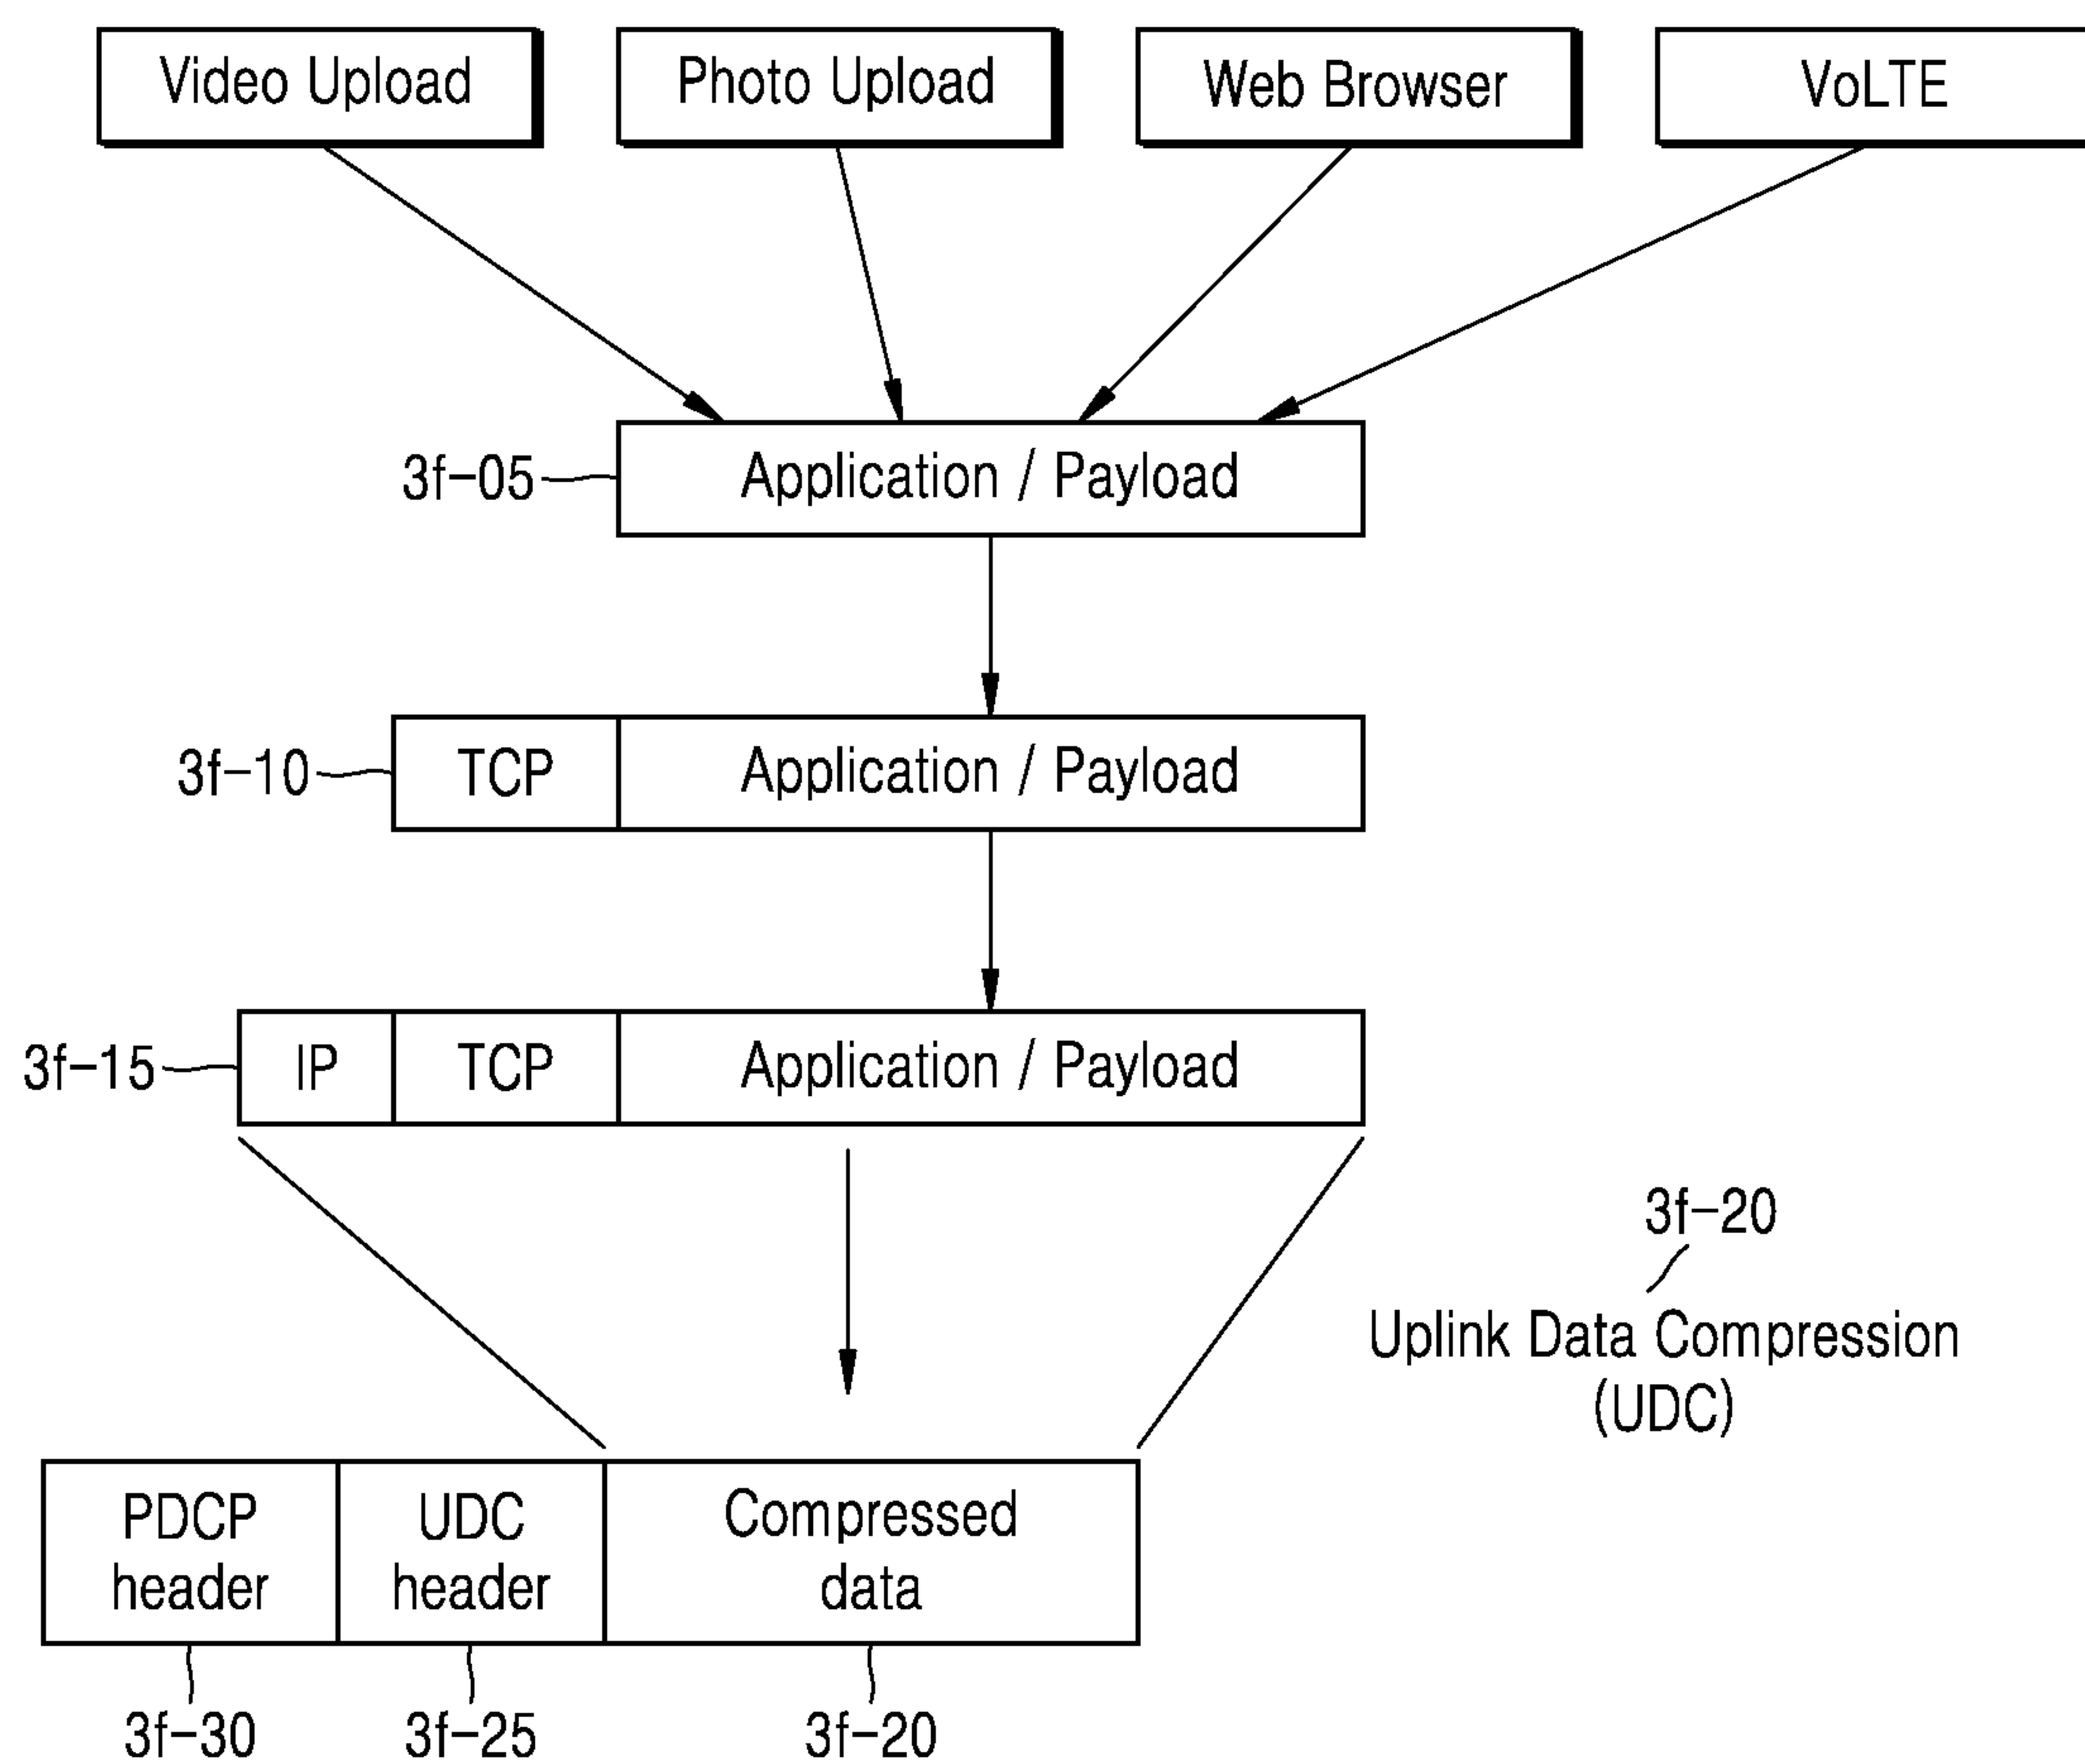 Video Upload
Photo Upload
Web Browser
VoLTE
3f-05
Application / Payload
3f-10
TCP
Application / Payload
3f-15
IP
TCP
Application / Payload
3f-20
Uplink Data Compression
(UDC)
PDCP
header
UDC
header
Compressed
data
3f-30
3f-25
3f-20